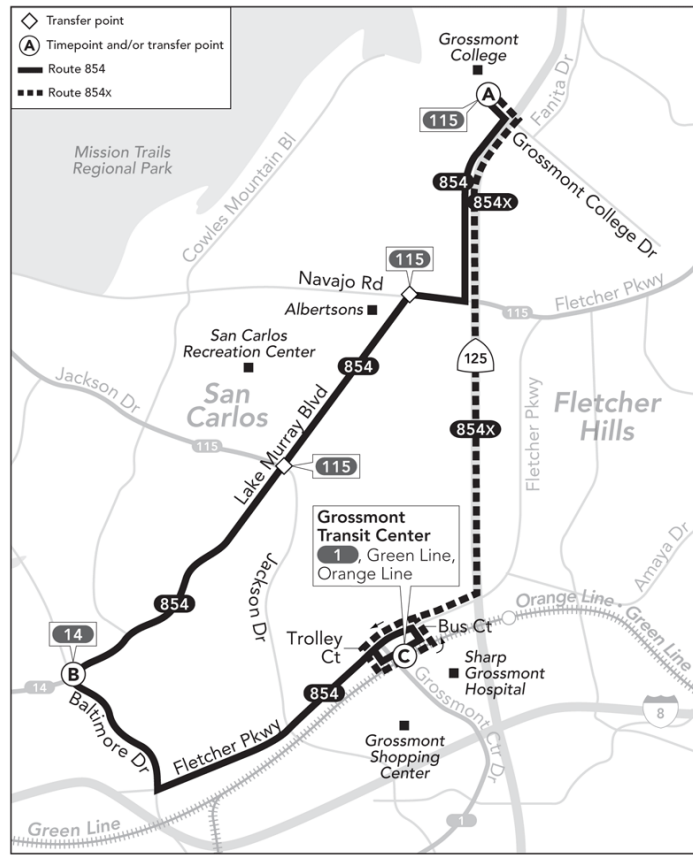 Transfer point
A Timepoint and/or transfer point
Route 854
Route 854x
Grossmont
College
A
115
Fanita Dr
Mission Trails
Regional Park
Cowles Mountain Bl
Grossmont College Dr
854
854x
115
Navajo Rd
Fletcher Pkwy
115
Albertsons
San Carlos
Recreation Center
854
125
Jackson Dr
San
Carlos
Fletcher Pkwy
Fletcher
Hills
854x
115
Lake Murray Blvd
115
Grossmont
Transit Center
1, Green Line,
Orange Line
Jackson Dr
Amaya Dr
854
Orange Line • Green Line
14
Trolley
Ct
Bus Ct
C
B
14
Sharp
Grossmont
Hospital
Baltimore Dr
854
Grossmont Ctr Dr
8
Fletcher Pkwy
Grossmont
Shopping
Center
Green Line
1